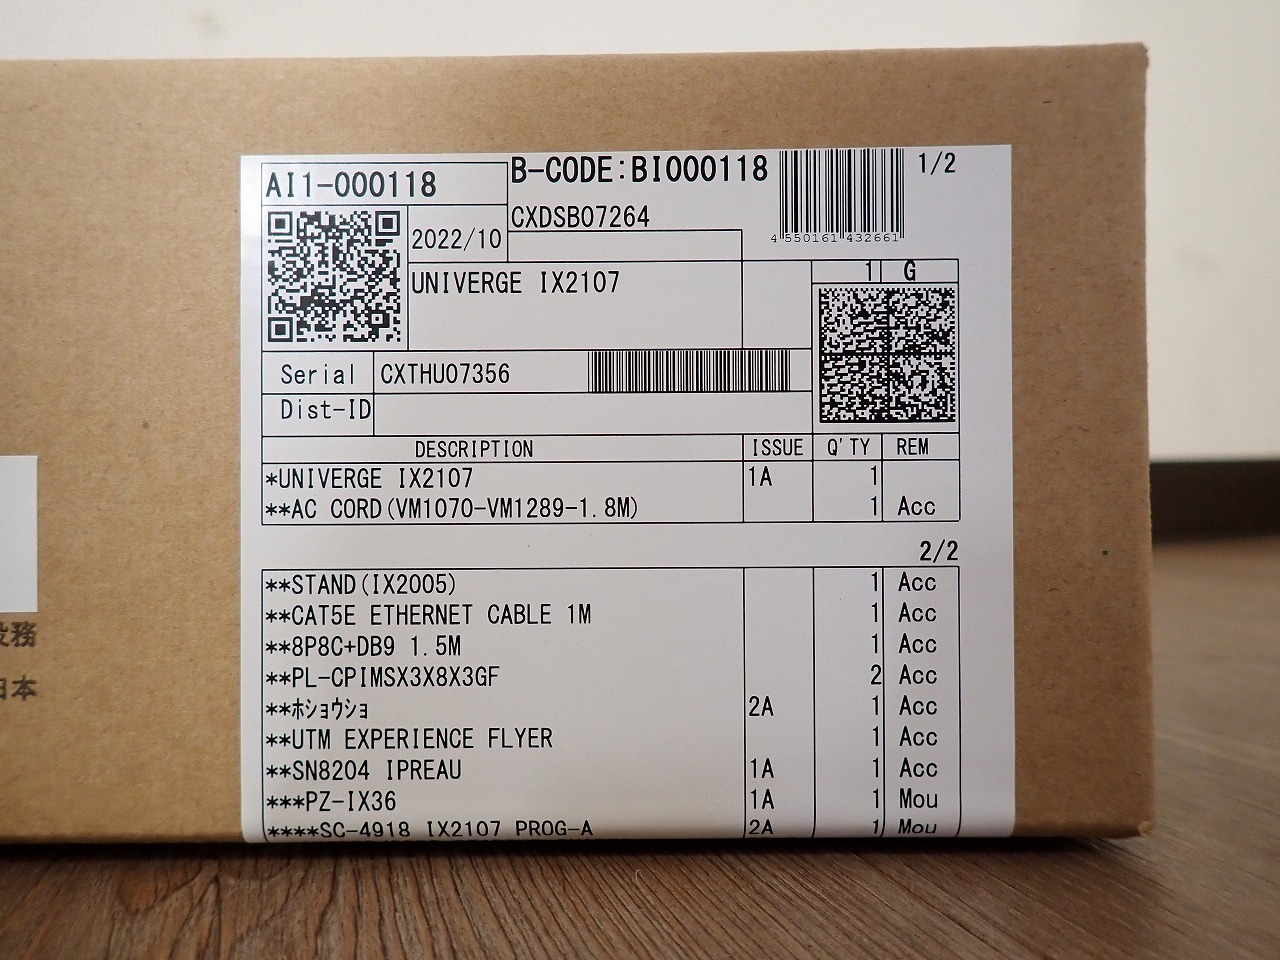 AI1-000118
B-CODE:BI000118
1/2
CXDSB07264
2022/10
4 550161 432661
UNIVERGE IX2107
1 G
Serial CXTHU07356
Dist-ID
DESCRIPTION ISSUE Q'TY REM
*UNIVERGE IX2107 1A 1
**AC CORD(VM1070-VM1289-1.8M) 1 Acc
2/2
**STAND(IX2005) 1 Acc
**CAT5E ETHERNET CABLE 1M 1 Acc
**8P8C+DB9 1.5M 1 Acc
**PL-CPIMSX3X8X3GF 2 Acc
**ホショウショ 2A 1 Acc
**UTM EXPERIENCE FLYER 1 Acc
**SN8204 IPREAU 1A 1 Acc
***PZ-IX36 1A 1 Mou
****SC-4918 IX2107 PROG-A 2A 1 Mou
役務
日本